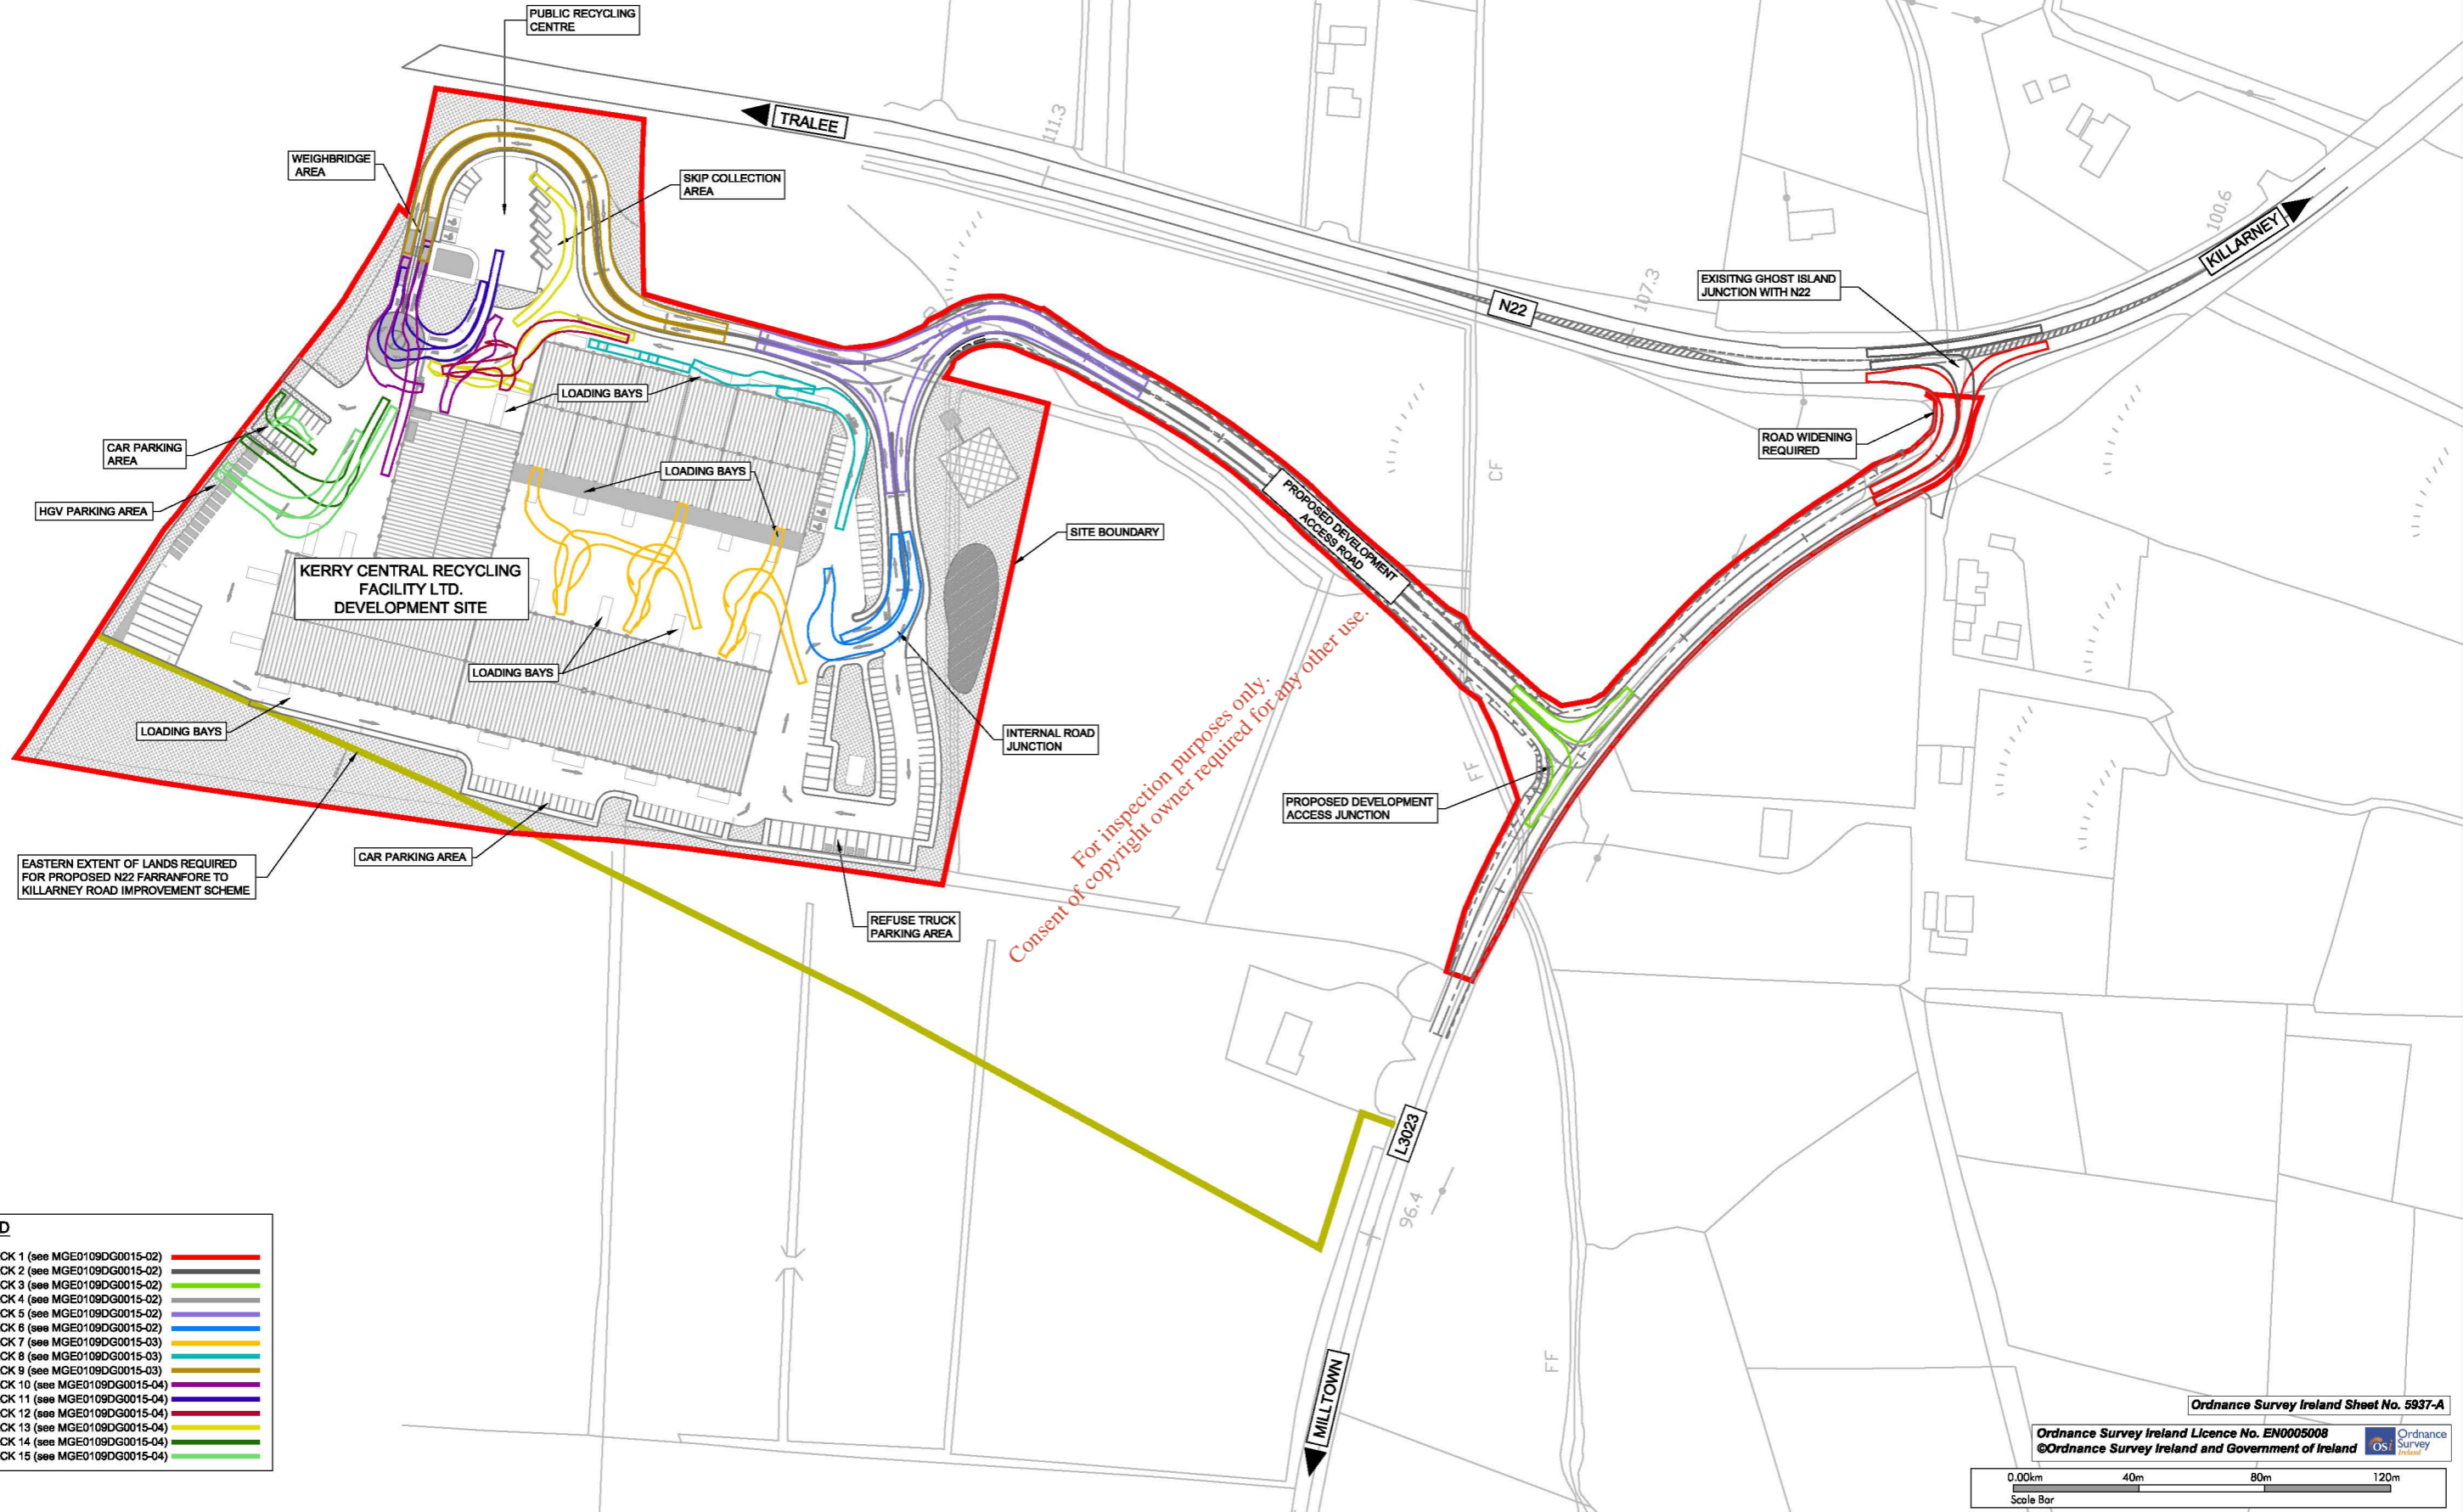 PUBLIC RECYCLING
CENTRE
TRALEE
111.3
WEIGHBRIDGE
AREA
SKIP COLLECTION
AREA
KILLARNEY
100.6
EXISITNG GHOST ISLAND
JUNCTION WITH N22
107.3
N22
LOADING BAYS
ROAD WIDENING
REQUIRED
CAR PARKING
AREA
LOADING BAYS
CF
HGV PARKING AREA
PROPOSED DEVELOPMENT
ACCESS ROAD
SITE BOUNDARY
KERRY CENTRAL RECYCLING
FACILITY LTD.
DEVELOPMENT SITE
LOADING BAYS
LOADING BAYS
INTERNAL ROAD
JUNCTION
For inspection purposes only.
Consent of copyright owner required for any other use.
FF
PROPOSED DEVELOPMENT
ACCESS JUNCTION
EASTERN EXTENT OF LANDS REQUIRED
FOR PROPOSED N22 FARRANFORE TO
KILLARNEY ROAD IMPROVEMENT SCHEME
CAR PARKING AREA
REFUSE TRUCK
PARKING AREA
L3023
96.4
FF
MILLTOWN
D
CK 1 (see MGE0109DG0015-02)
CK 2 (see MGE0109DG0015-02)
CK 3 (see MGE0109DG0015-02)
CK 4 (see MGE0109DG0015-02)
CK 5 (see MGE0109DG0015-02)
CK 6 (see MGE0109DG0015-02)
CK 7 (see MGE0109DG0015-03)
CK 8 (see MGE0109DG0015-03)
CK 9 (see MGE0109DG0015-03)
CK 10 (see MGE0109DG0015-04)
CK 11 (see MGE0109DG0015-04)
CK 12 (see MGE0109DG0015-04)
CK 13 (see MGE0109DG0015-04)
CK 14 (see MGE0109DG0015-04)
CK 15 (see MGE0109DG0015-04)
Ordnance Survey Ireland Sheet No. 5937-A
Ordnance Survey Ireland Licence No. EN0005008
©Ordnance Survey Ireland and Government of Ireland
OSi
Ordnance
Survey
Ireland
0.00km 40m 80m 120m
Scale Bar